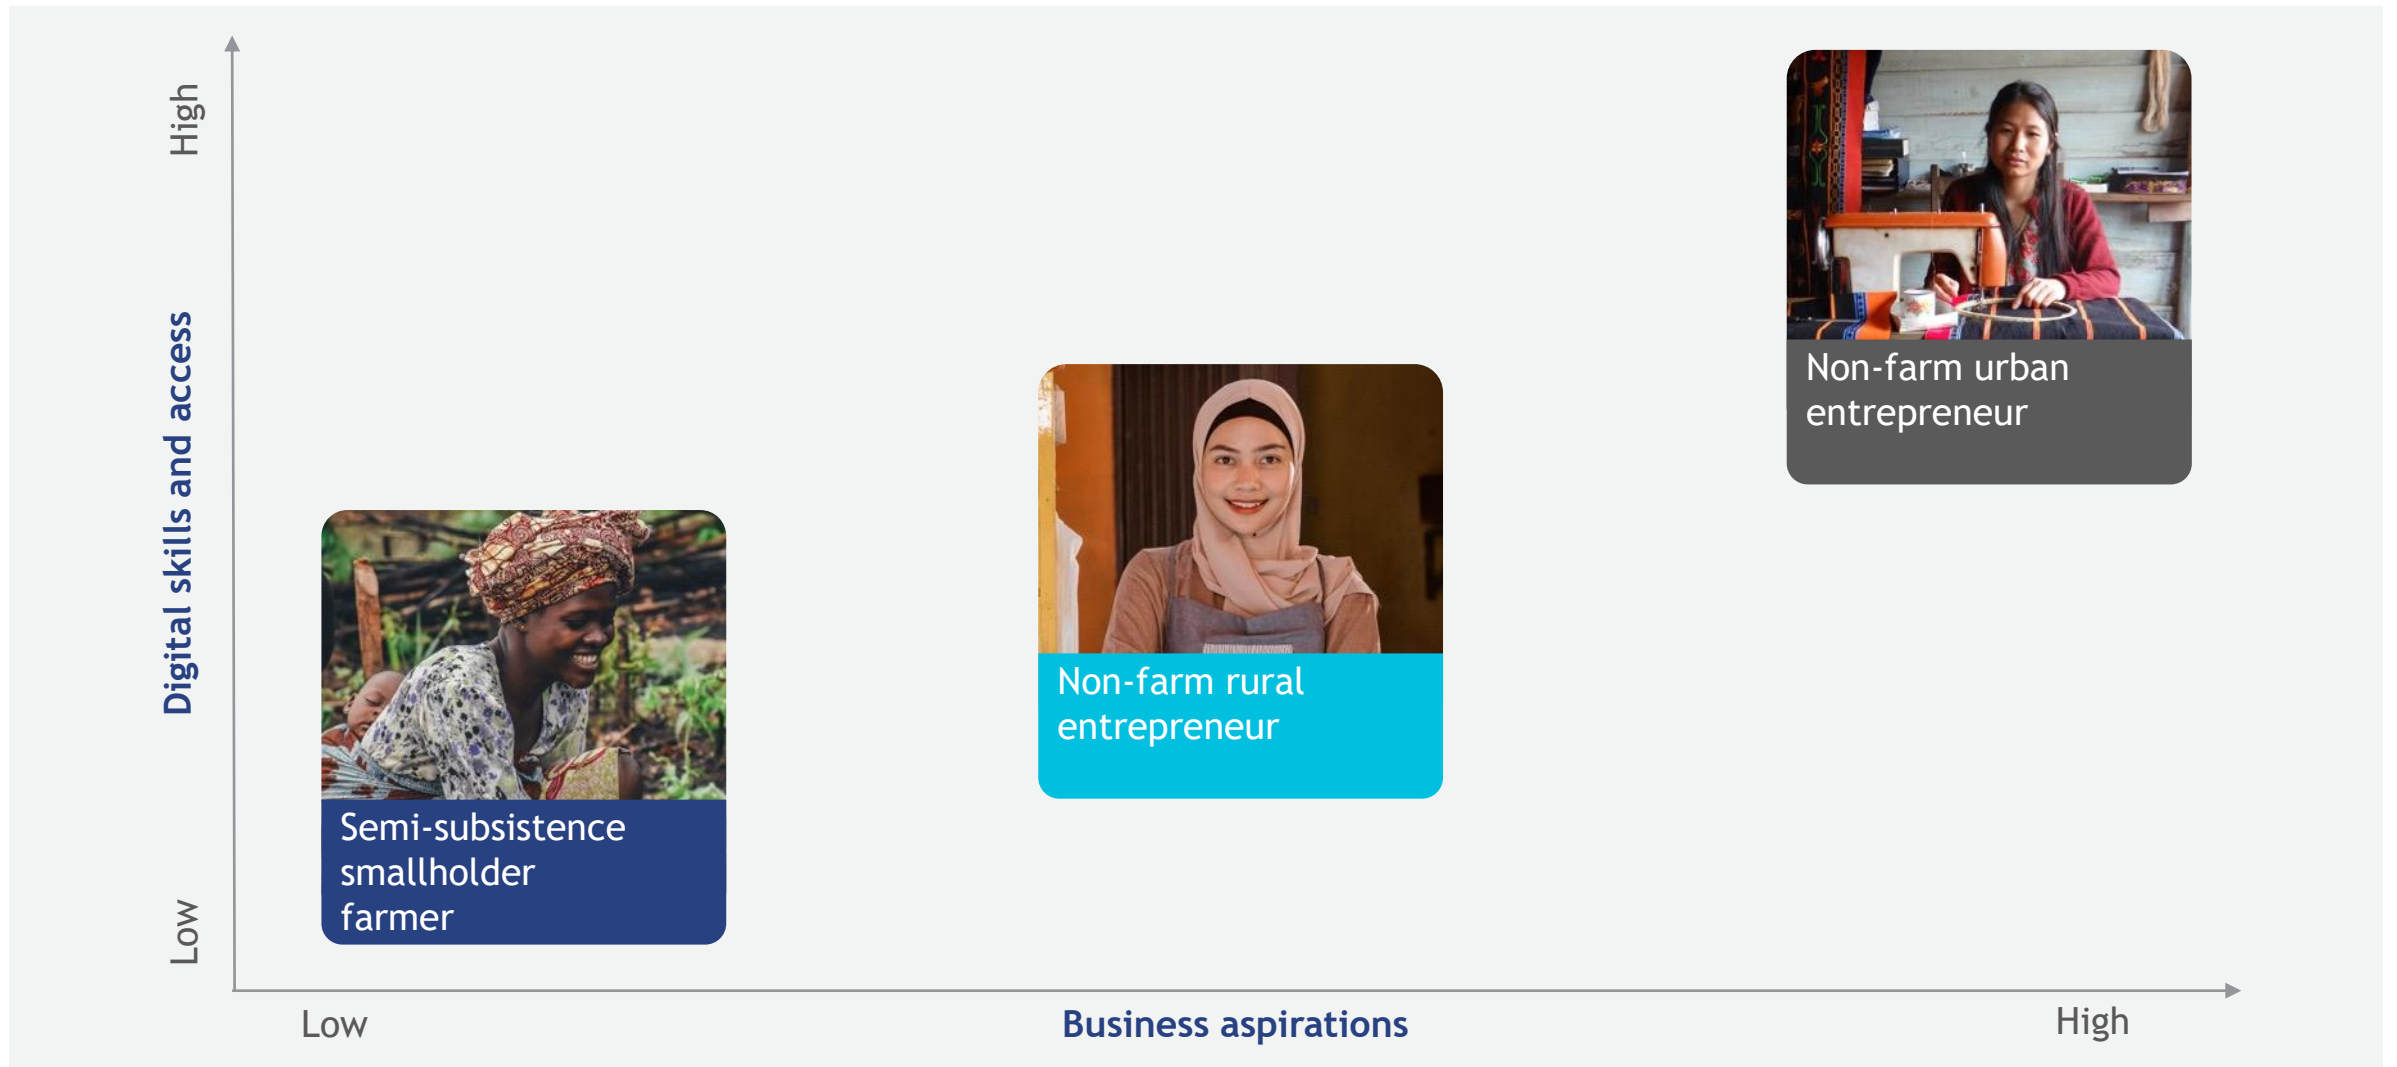 High
Digital skills and access
Low
Non-farm urban
entrepreneur
Non-farm rural
entrepreneur
Semi-subsistence
smallholder
farmer
Low
Business aspirations
High